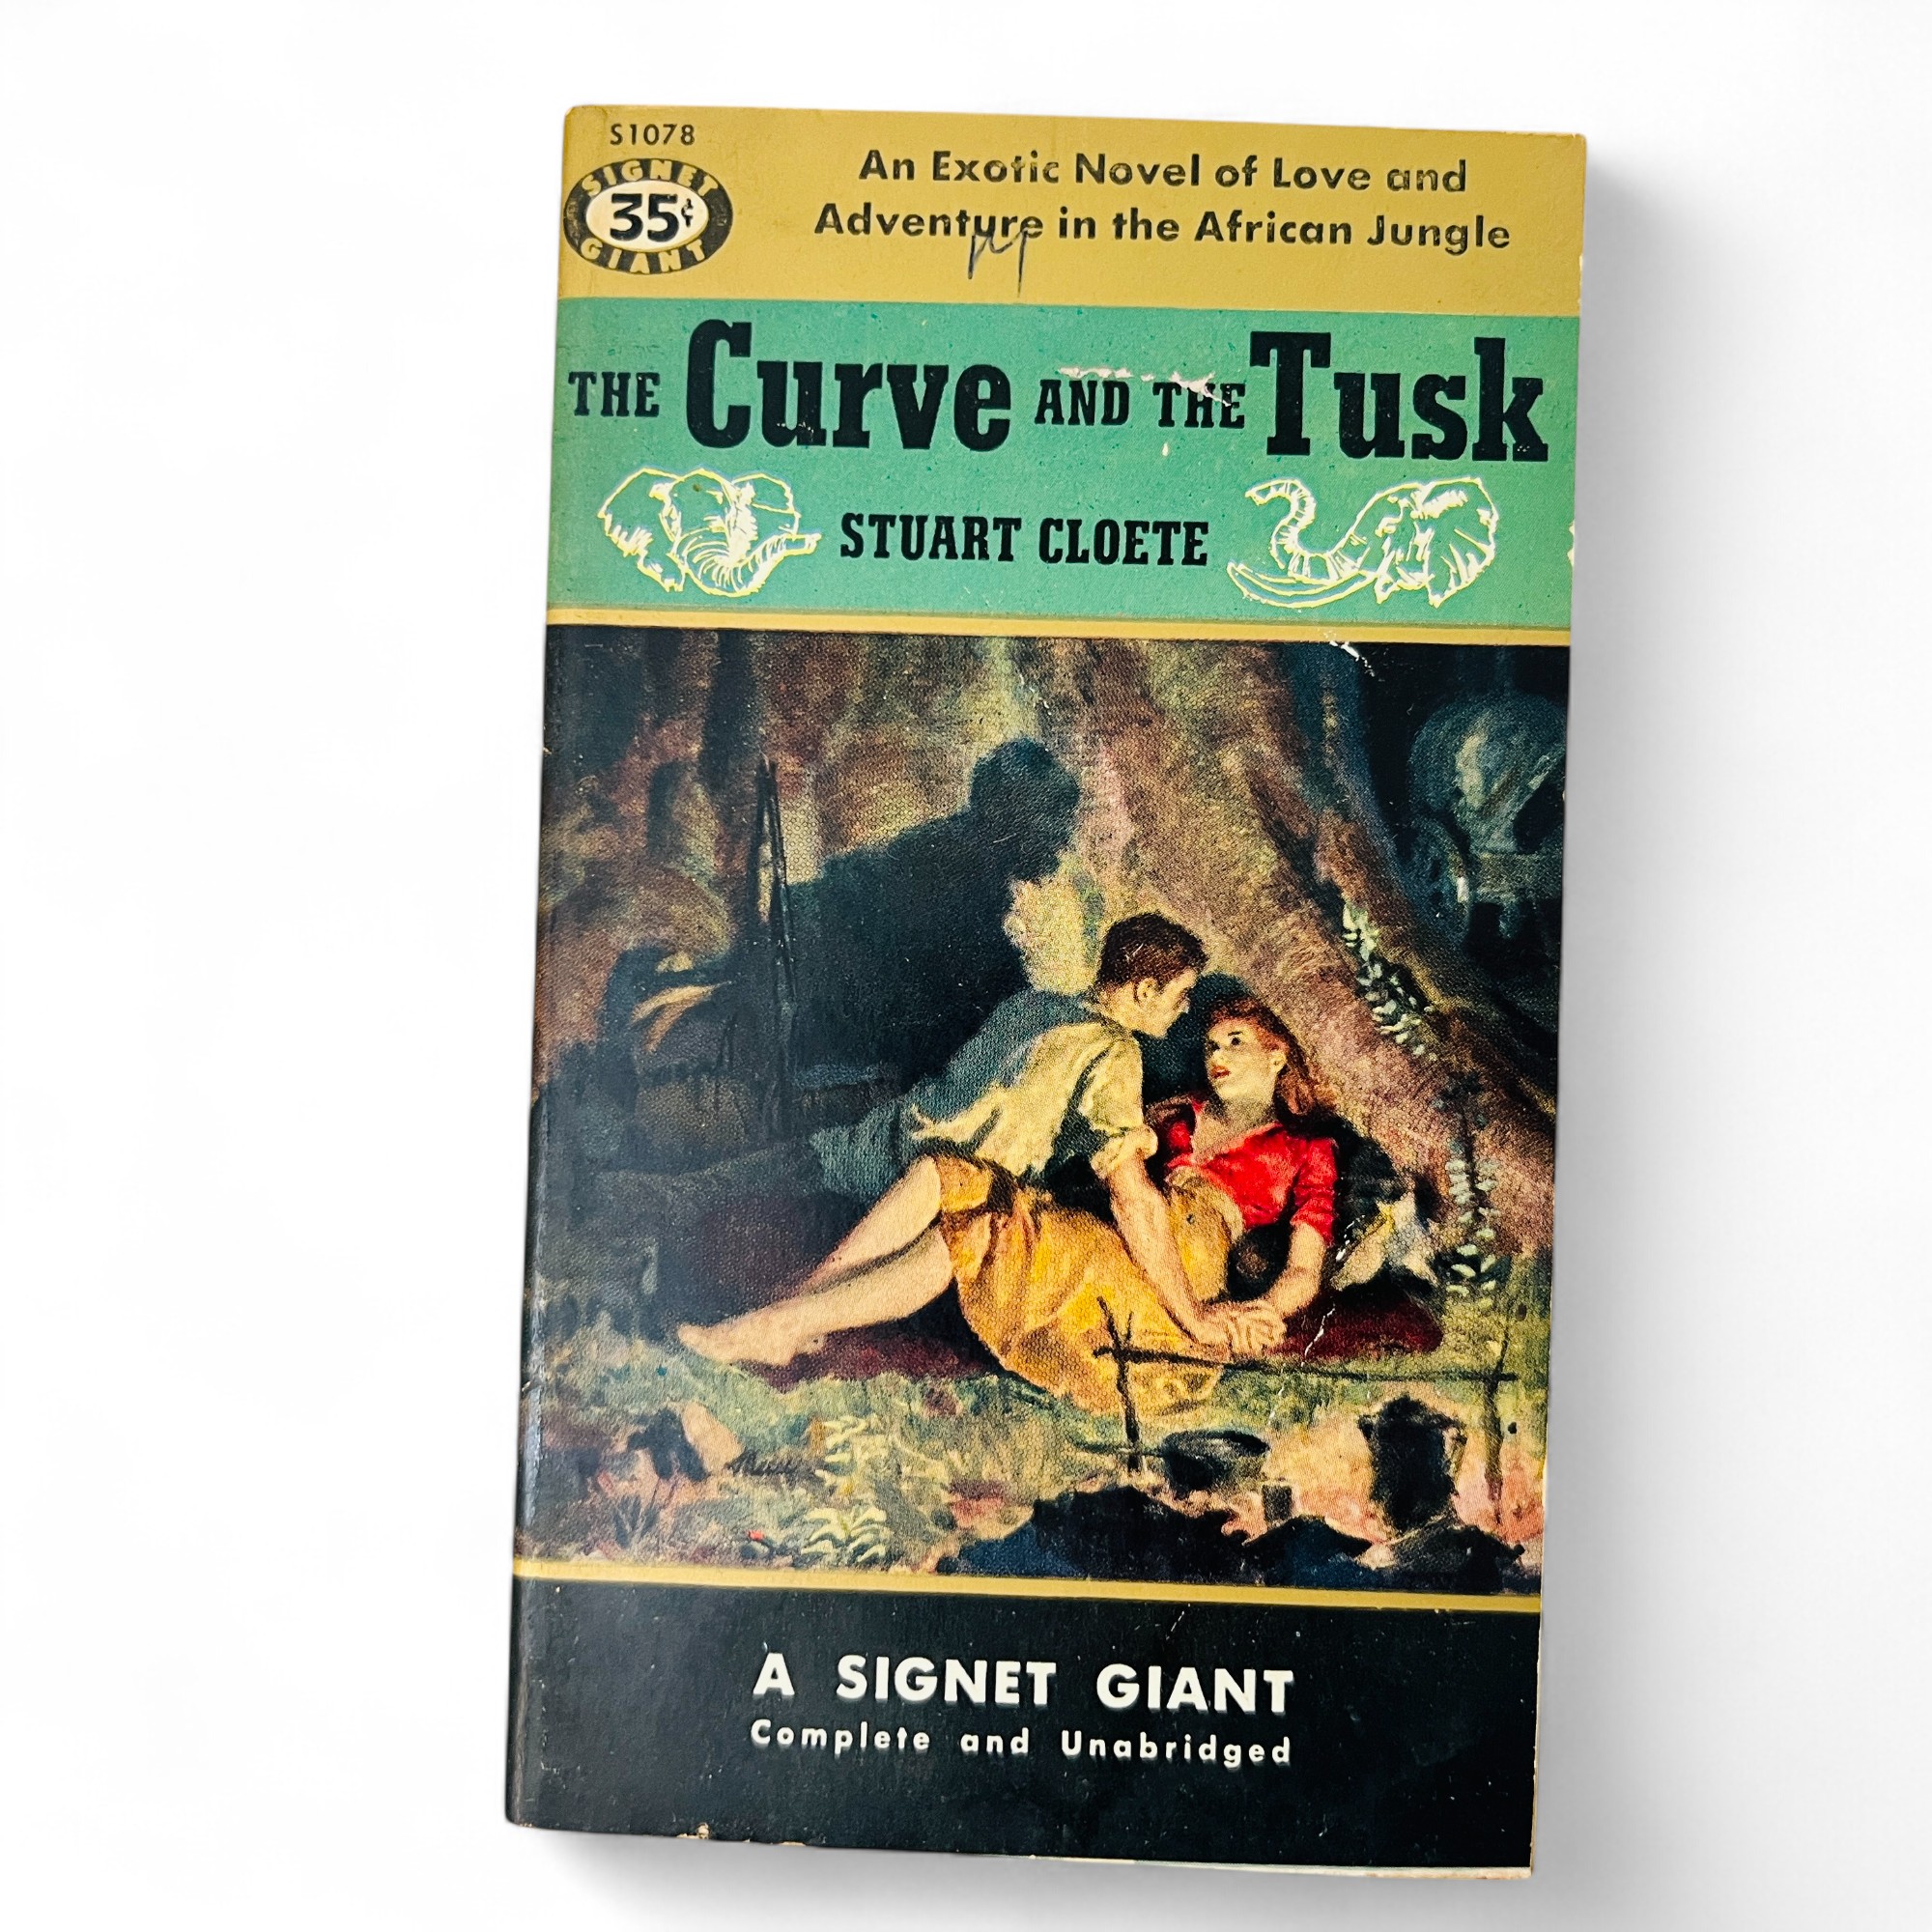 S1078
SIGNET
35¢
GIANT
An Exotic Novel of Love and
Adventure in the African Jungle
THE Curve AND THE Tusk
STUART CLOETE
A SIGNET GIANT
Complete and Unabridged